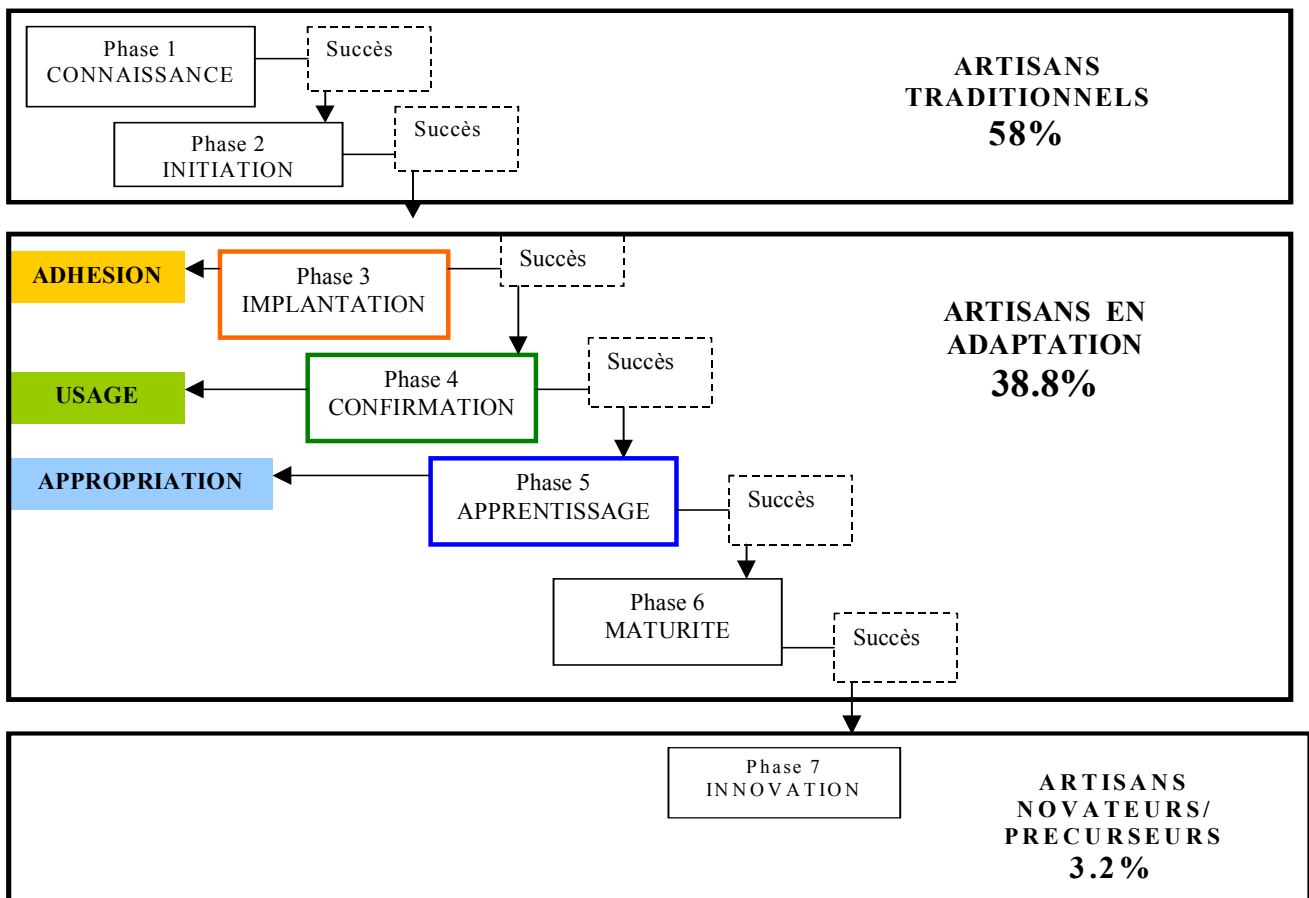 Phase 1
CONNAISSANCE
Succès
ARTISANS
TRADITIONNELS
58%
Phase 2
INITIATION
Succès
ADHESION
Phase 3
IMPLANTATION
Succès
ARTISANS EN
ADAPTATION
38.8%
USAGE
Phase 4
CONFIRMATION
Succès
APPROPRIATION
Phase 5
APPRENTISSAGE
Succès
Phase 6
MATURITE
Succès
Phase 7
INNOVATION
ARTISANS
NOVATEURS/
PRECURSEURS
3.2%